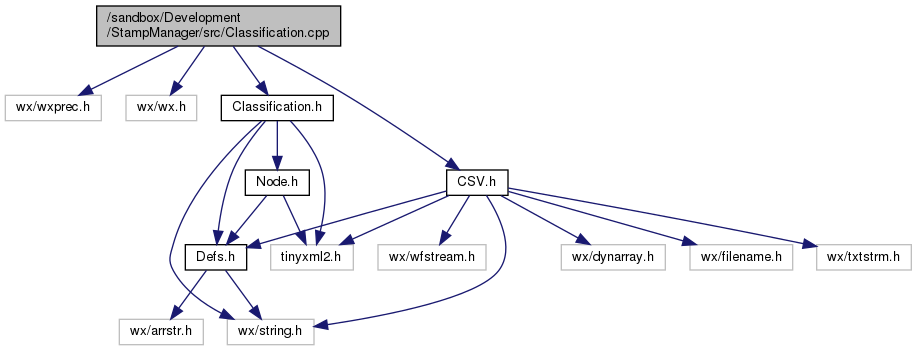 /sandbox/Development
/StampManager/src/Classification.cpp
wx/wxprec.h
wx/wx.h
Classification.h
Node.h
CSV.h
Defs.h
tinyxml2.h
wx/wfstream.h
wx/dynarray.h
wx/filename.h
wx/txtstrm.h
wx/arrstr.h
wx/string.h